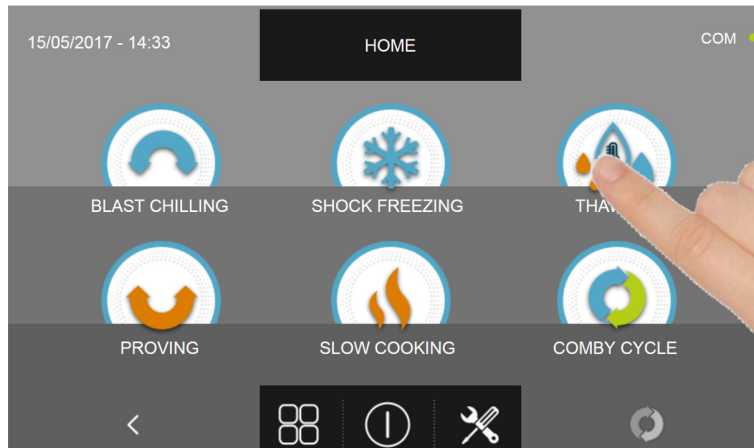 15/05/2017 - 14:33
HOME
COM
BLAST CHILLING
SHOCK FREEZING
PROVING
SLOW COOKING
COMBY CYCLE